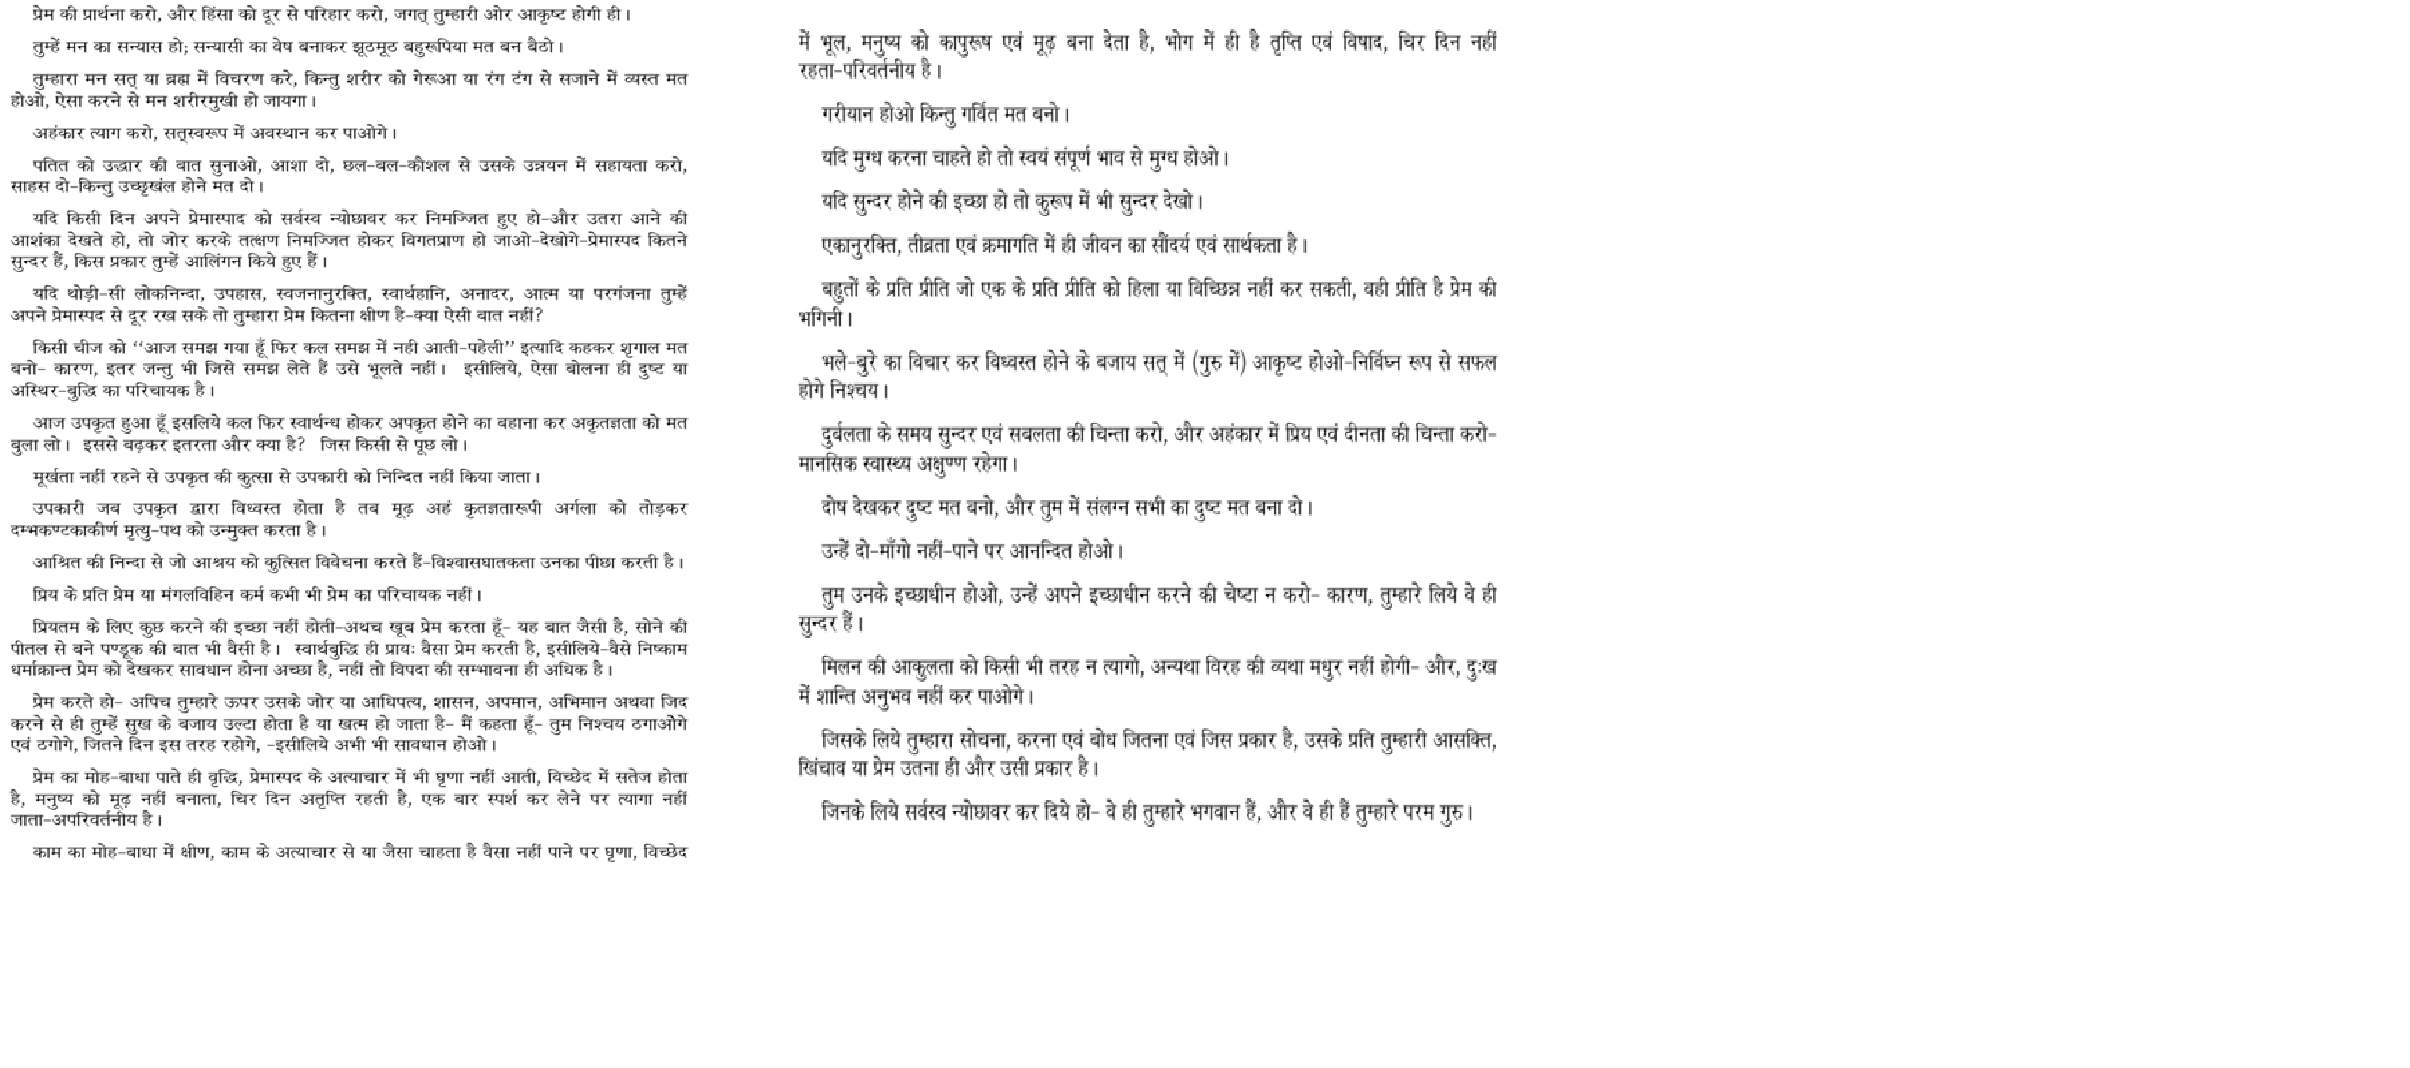 प्रेम की प्रार्थना करो, और हिंसा को दूर से परिहार करो, जगत् तुम्हारी ओर आकृष्ट होगी ही।
तुम्हें मन का सन्यास हो; सन्यासी का वेष बनाकर झूठमूठ बहुरूपिया मत बन बैठो।
तुम्हारा मन सत् या ब्रह्म में विचरण करे, किन्तु शरीर को गेरूआ या रंग टंग से सजाने में व्यस्त मत
होओ, ऐसा करने से मन शरीरमुखी हो जायगा।
अहंकार त्याग करो, सत्स्वरूप में अवस्थान कर पाओगे।
पतित को उद्धार की बात सुनाओ, आशा दो, छल-बल-कौशल से उसके उन्नयन में सहायता करो,
साहस दो-किन्तु उच्छृखंल होने मत दो।
यदि किसी दिन अपने प्रेमास्पाद को सर्वस्व न्योछावर कर निमज्जित हुए हो-और उतरा आने की
आशंका देखते हो, तो जोर करके तत्क्षण निमज्जित होकर विगतप्राण हो जाओ-देखोगे-प्रेमास्पद कितने
सुन्दर हैं, किस प्रकार तुम्हें आलिंगन किये हुए हैं।
यदि थोड़ी-सी लोकनिन्दा, उपहास, स्वजनानुरक्ति, स्वार्थहानि, अनादर, आत्म या परगंजना तुम्हें
अपने प्रेमास्पद से दूर रख सके तो तुम्हारा प्रेम कितना क्षीण है-क्या ऐसी बात नहीं?
किसी चीज को ‘‘आज समझ गया हूँ फिर कल समझ में नही आती-पहेली’’ इत्यादि कहकर शृगाल मत
बनो- कारण, इतर जन्तु भी जिसे समझ लेते हैं उसे भूलते नहीं। इसीलिये, ऐसा बोलना ही दुष्ट या
अस्थिर-बुद्धि का परिचायक है।
आज उपकृत हुआ हूँ इसलिये कल फिर स्वार्थन्ध होकर अपकृत होने का बहाना कर अकृतज्ञता को मत
बुला लो। इससे बढ़कर इतरता और क्या है? जिस किसी से पूछ लो।
मूर्खता नहीं रहने से उपकृत की कुत्सा से उपकारी को निन्दित नहीं किया जाता।
उपकारी जब उपकृत द्वारा विध्वस्त होता है तब मूढ़ अहं कृतज्ञतारूपी अर्गला को तोड़कर
दम्भकण्टकाकीर्ण मृत्यु-पथ को उन्मुक्त करता है।
आश्रित की निन्दा से जो आश्रय को कुत्सित विवेचना करते हैं-विश्वासघातकता उनका पीछा करती है।
प्रिय के प्रति प्रेम या मंगलविहिन कर्म कभी भी प्रेम का परिचायक नहीं।
प्रियतम के लिए कुछ करने की इच्छा नहीं होती-अथच खूब प्रेम करता हूँ- यह बात जैसी है, सोने की
पीतल से बने पण्डूक की बात भी वैसी है। स्वार्थबुद्धि ही प्रायः वैसा प्रेम करती है, इसीलिये-वैसे निष्काम
धर्माक्रान्त प्रेम को देखकर सावधान होना अच्छा है, नहीं तो विपदा की सम्भावना ही अधिक है।
प्रेम करते हो- अपिच तुम्हारे ऊपर उसके जोर या आधिपत्य, शासन, अपमान, अभिमान अथवा जिद
करने से ही तुम्हें सुख के बजाय उल्टा होता है या खत्म हो जाता है- मैं कहता हूँ- तुम निश्चय ठगाओगे
एवं ठगोगे, जितने दिन इस तरह रहोगे, -इसीलिये अभी भी सावधान होओ।
प्रेम का मोह-बाधा पाते ही वृद्धि, प्रेमास्पद के अत्याचार में भी घृणा नहीं आती, विच्छेद में सतेज होता
है, मनुष्य को मूढ़ नहीं बनाता, चिर दिन अतृप्ति रहती है, एक बार स्पर्श कर लेने पर त्यागा नहीं
जाता-अपरिवर्तनीय है।
काम का मोह-बाधा में क्षीण, काम के अत्याचार से या जैसा चाहता है वैसा नहीं पाने पर घृणा, विच्छेद
में भूल, मनुष्य को कापुरूष एवं मूढ़ बना देता है, भोग में ही है तृप्ति एवं विषाद, चिर दिन नहीं
रहता-परिवर्तनीय है।
गरीयान होओ किन्तु गर्वित मत बनो।
यदि मुग्ध करना चाहते हो तो स्वयं संपूर्ण भाव से मुग्ध होओ।
यदि सुन्दर होने की इच्छा हो तो कुरूप में भी सुन्दर देखो।
एकानुरक्ति, तीव्रता एवं क्रमागति में ही जीवन का सौंदर्य एवं सार्थकता है।
बहुतों के प्रति प्रीति जो एक के प्रति प्रीति को हिला या विच्छिन्न नहीं कर सकती, वही प्रीति है प्रेम की
भगिनी।
भले-बुरे का विचार कर विध्वस्त होने के बजाय सत् में (गुरु में) आकृष्ट होओ-निर्विघ्न रूप से सफल
होगे निश्चय।
दुर्बलता के समय सुन्दर एवं सबलता की चिन्ता करो, और अहंकार में प्रिय एवं दीनता की चिन्ता करो-
मानसिक स्वास्थ्य अक्षुण्ण रहेगा।
दोष देखकर दुष्ट मत बनो, और तुम में संलग्न सभी का दुष्ट मत बना दो।
उन्हें दो-माँगो नहीं-पाने पर आनन्दित होओ।
तुम उनके इच्छाधीन होओ, उन्हें अपने इच्छाधीन करने की चेष्टा न करो- कारण, तुम्हारे लिये वे ही
सुन्दर हैं।
मिलन की आकुलता को किसी भी तरह न त्यागो, अन्यथा विरह की व्यथा मधुर नहीं होगी- और, दुःख
में शान्ति अनुभव नहीं कर पाओगे।
जिसके लिये तुम्हारा सोचना, करना एवं बोध जितना एवं जिस प्रकार है, उसके प्रति तुम्हारी आसक्ति,
खिंचाव या प्रेम उतना ही और उसी प्रकार है।
जिनके लिये सर्वस्व न्योछावर कर दिये हो- वे ही तुम्हारे भगवान हैं, और वे ही हैं तुम्हारे परम गुरु।